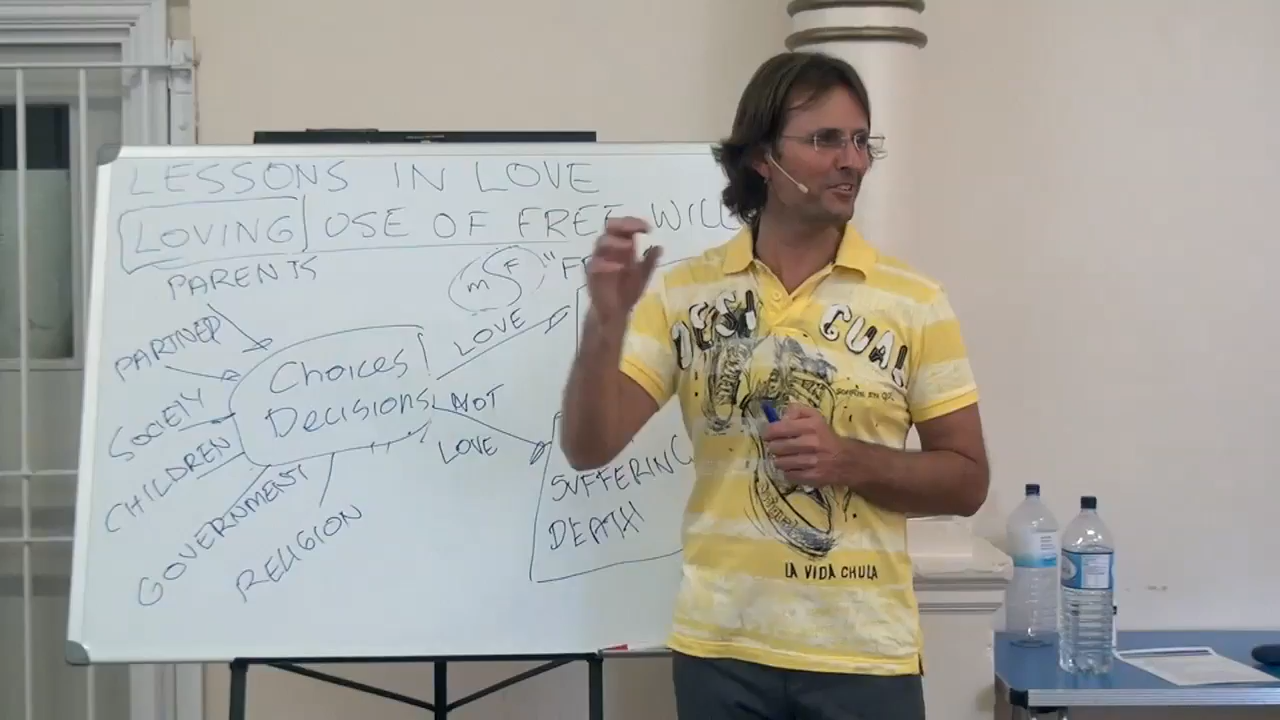 LESSONS IN LOVE
LOVING USE OF FREE WILL
PARENTS
m F
"F
PARTNER
LOVE
SOCIETY
Choices
Decisions
NOT
LOVE
CHILDREN
GOVERNMENT
RELIGION
SUFFERING
DEATH
DESIGUAL
LA VIDA CHULA